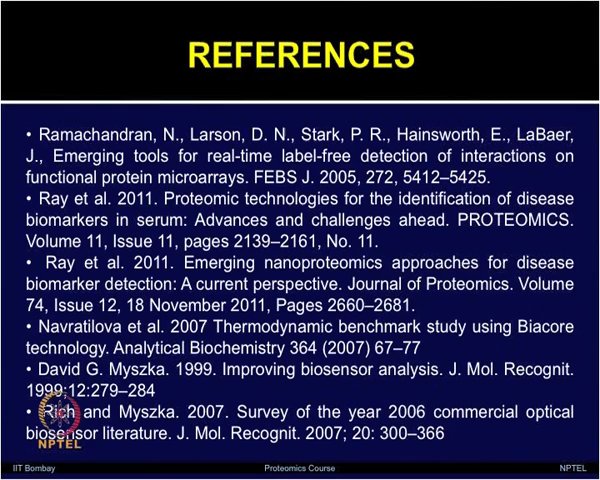 REFERENCES
• Ramachandran, N., Larson, D. N., Stark, P. R., Hainsworth, E., LaBaer,
J., Emerging tools for real-time label-free detection of interactions on
functional protein microarrays. FEBS J. 2005, 272, 5412–5425.
• Ray et al. 2011. Proteomic technologies for the identification of disease
biomarkers in serum: Advances and challenges ahead. PROTEOMICS.
Volume 11, Issue 11, pages 2139–2161, No. 11.
• Ray et al. 2011. Emerging nanoproteomics approaches for disease
biomarker detection: A current perspective. Journal of Proteomics. Volume
74, Issue 12, 18 November 2011, Pages 2660–2681.
• Navratilova et al. 2007 Thermodynamic benchmark study using Biacore
technology. Analytical Biochemistry 364 (2007) 67–77
• David G. Myszka. 1999. Improving biosensor analysis. J. Mol. Recognit.
1999;12:279–284
• Rich and Myszka. 2007. Survey of the year 2006 commercial optical
biosensor literature. J. Mol. Recognit. 2007; 20: 300–366
NPTEL
IIT Bombay
Proteomics Course
NPTEL